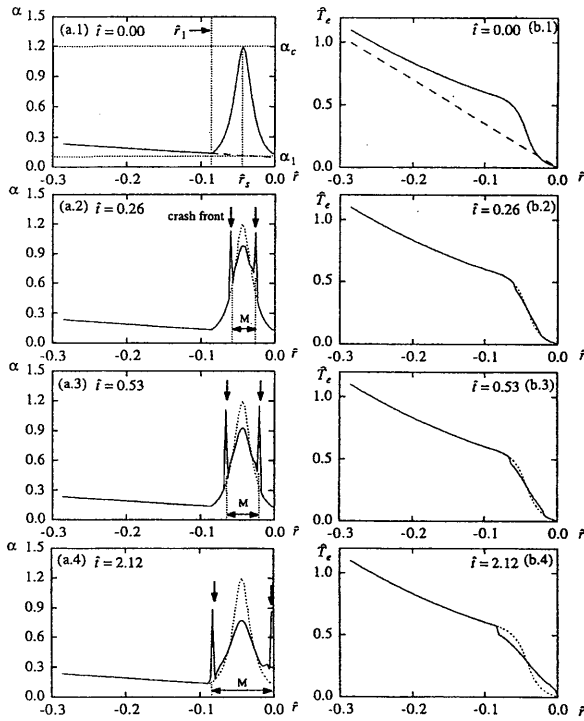 α
(a.1) t̂ = 0.00
r̂₁
α_c
1.5
1.2
0.9
0.6
0.3
0.0
α₁
-0.3
-0.2
-0.1
r̂_s
0.0
r̂
T̂_e
t̂ = 0.00 (b.1)
1.0
0.5
0.0
-0.3
-0.2
-0.1
0.0
r̂
α
(a.2) t̂ = 0.26
crash front
M
1.5
1.2
0.9
0.6
0.3
0.0
-0.3
-0.2
-0.1
0.0
r̂
T̂_e
t̂ = 0.26 (b.2)
1.0
0.5
0.0
-0.3
-0.2
-0.1
0.0
r̂
α
(a.3) t̂ = 0.53
M
1.5
1.2
0.9
0.6
0.3
0.0
-0.3
-0.2
-0.1
0.0
r̂
T̂_e
t̂ = 0.53 (b.3)
1.0
0.5
0.0
-0.3
-0.2
-0.1
0.0
r̂
α
(a.4) t̂ = 2.12
M
1.5
1.2
0.9
0.6
0.3
0.0
-0.3
-0.2
-0.1
0.0
r̂
T̂_e
t̂ = 2.12 (b.4)
1.0
0.5
0.0
-0.3
-0.2
-0.1
0.0
r̂